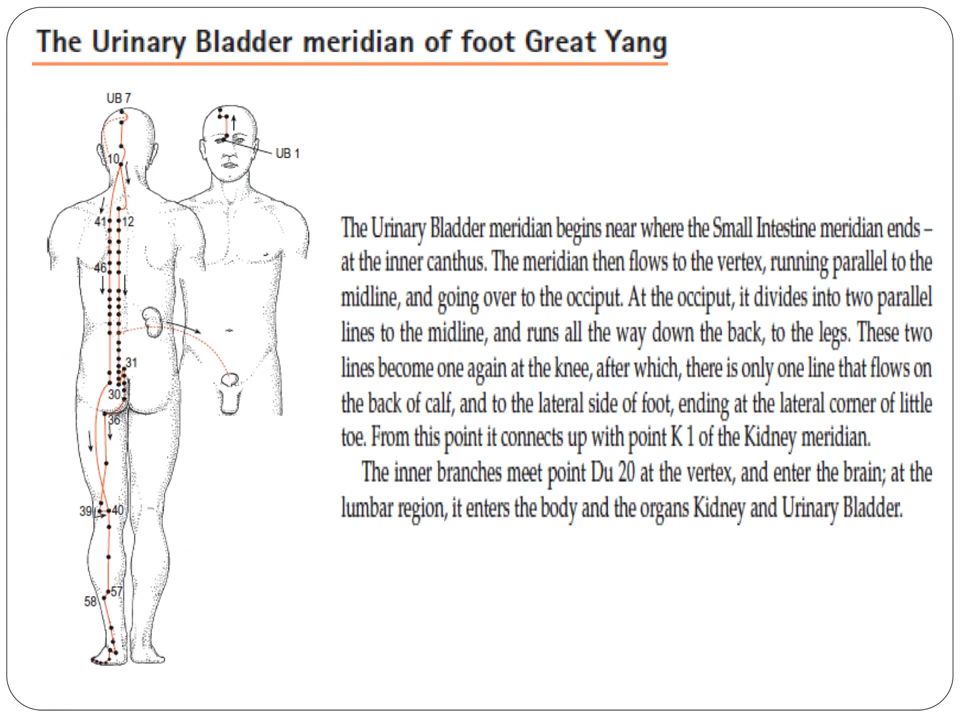 The Urinary Bladder meridian of foot Great Yang
UB 7
UB 1
10
41
12
46
31
30
36
39
40
57
58
The Urinary Bladder meridian begins near where the Small Intestine meridian ends –
at the inner canthus. The meridian then flows to the vertex, running parallel to the
midline, and going over to the occiput. At the occiput, it divides into two parallel
lines to the midline, and runs all the way down the back, to the legs. These two
lines become one again at the knee, after which, there is only one line that flows on
the back of calf, and to the lateral side of foot, ending at the lateral corner of little
toe. From this point it connects up with point K 1 of the Kidney meridian.
The inner branches meet point Du 20 at the vertex, and enter the brain; at the
lumbar region, it enters the body and the organs Kidney and Urinary Bladder.